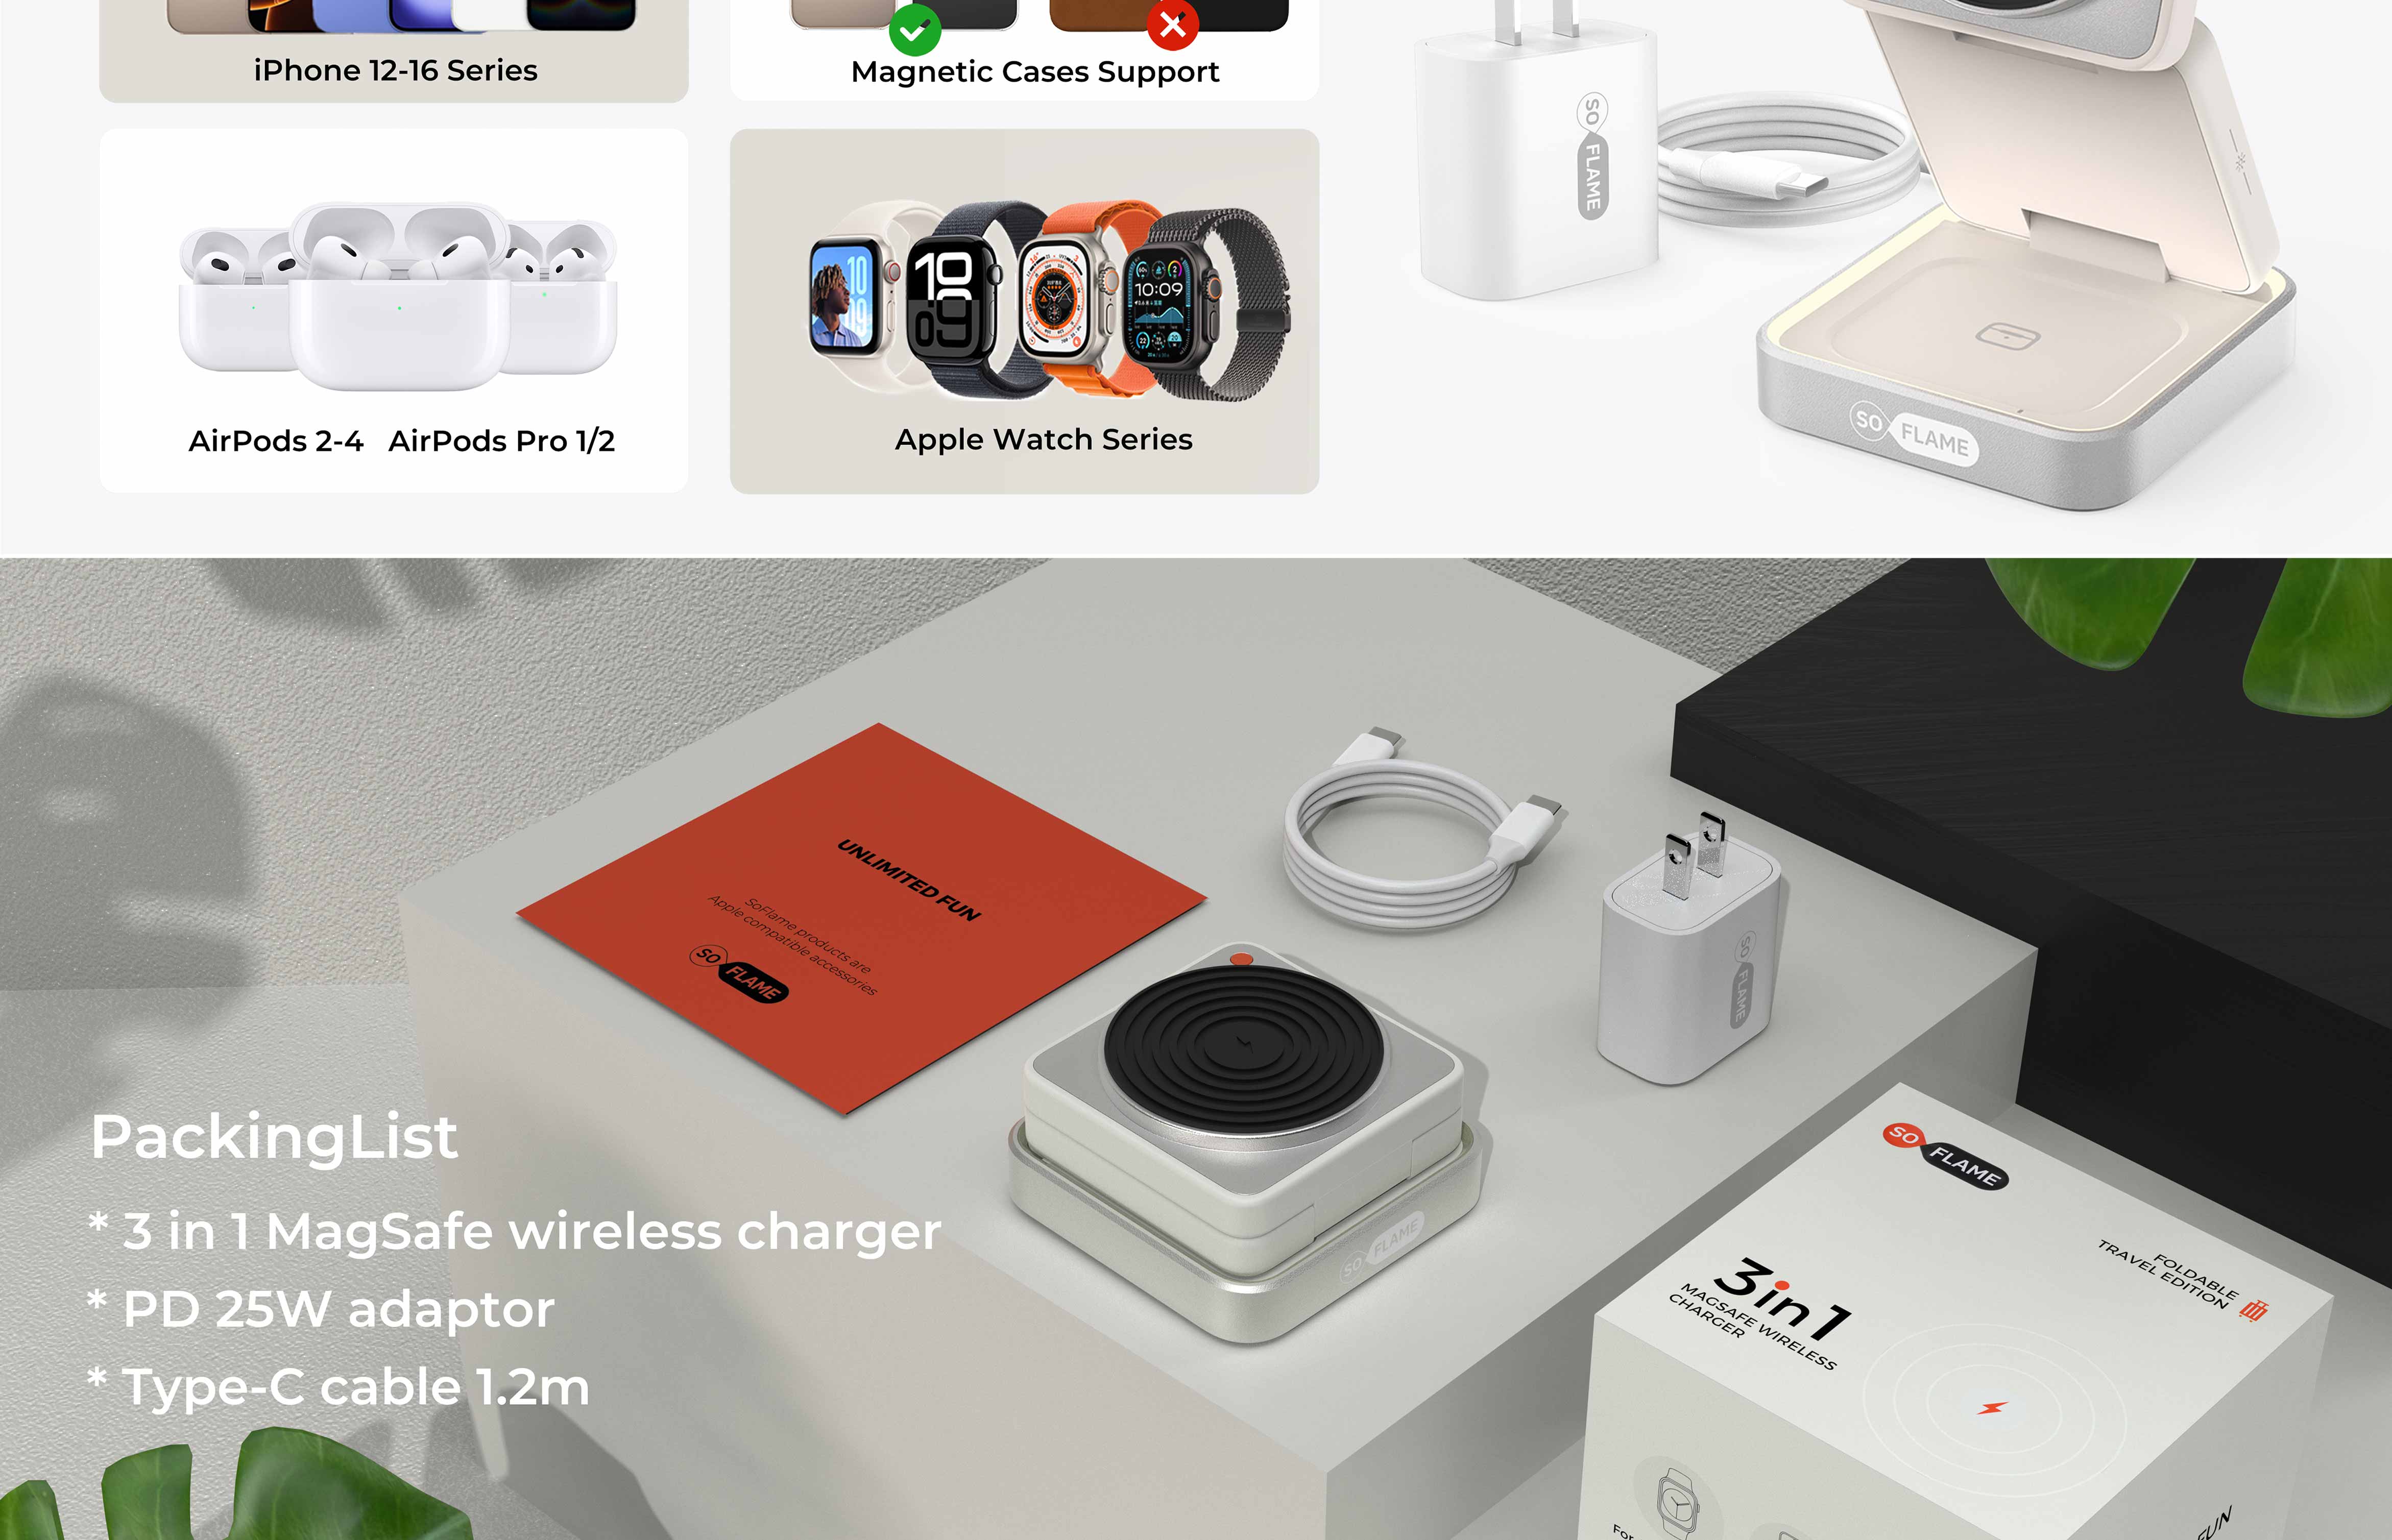 iPhone 12-16 Series
Magnetic Cases Support
SO FLAME
AirPods 2-4 AirPods Pro 1/2
10
09
10
09
10:09
Apple Watch Series
SO FLAME
UNLIMITED FUN
SoFlame products are
Apple compatible accessories
SO FLAME
SO FLAME
SO FLAME
PackingList
* 3 in 1 MagSafe wireless charger
* PD 25W adaptor
* Type-C cable 1.2m
SO FLAME
FOLDABLE
TRAVEL EDITION
3in1
MAGSAFE WIRELESS
CHARGER
For